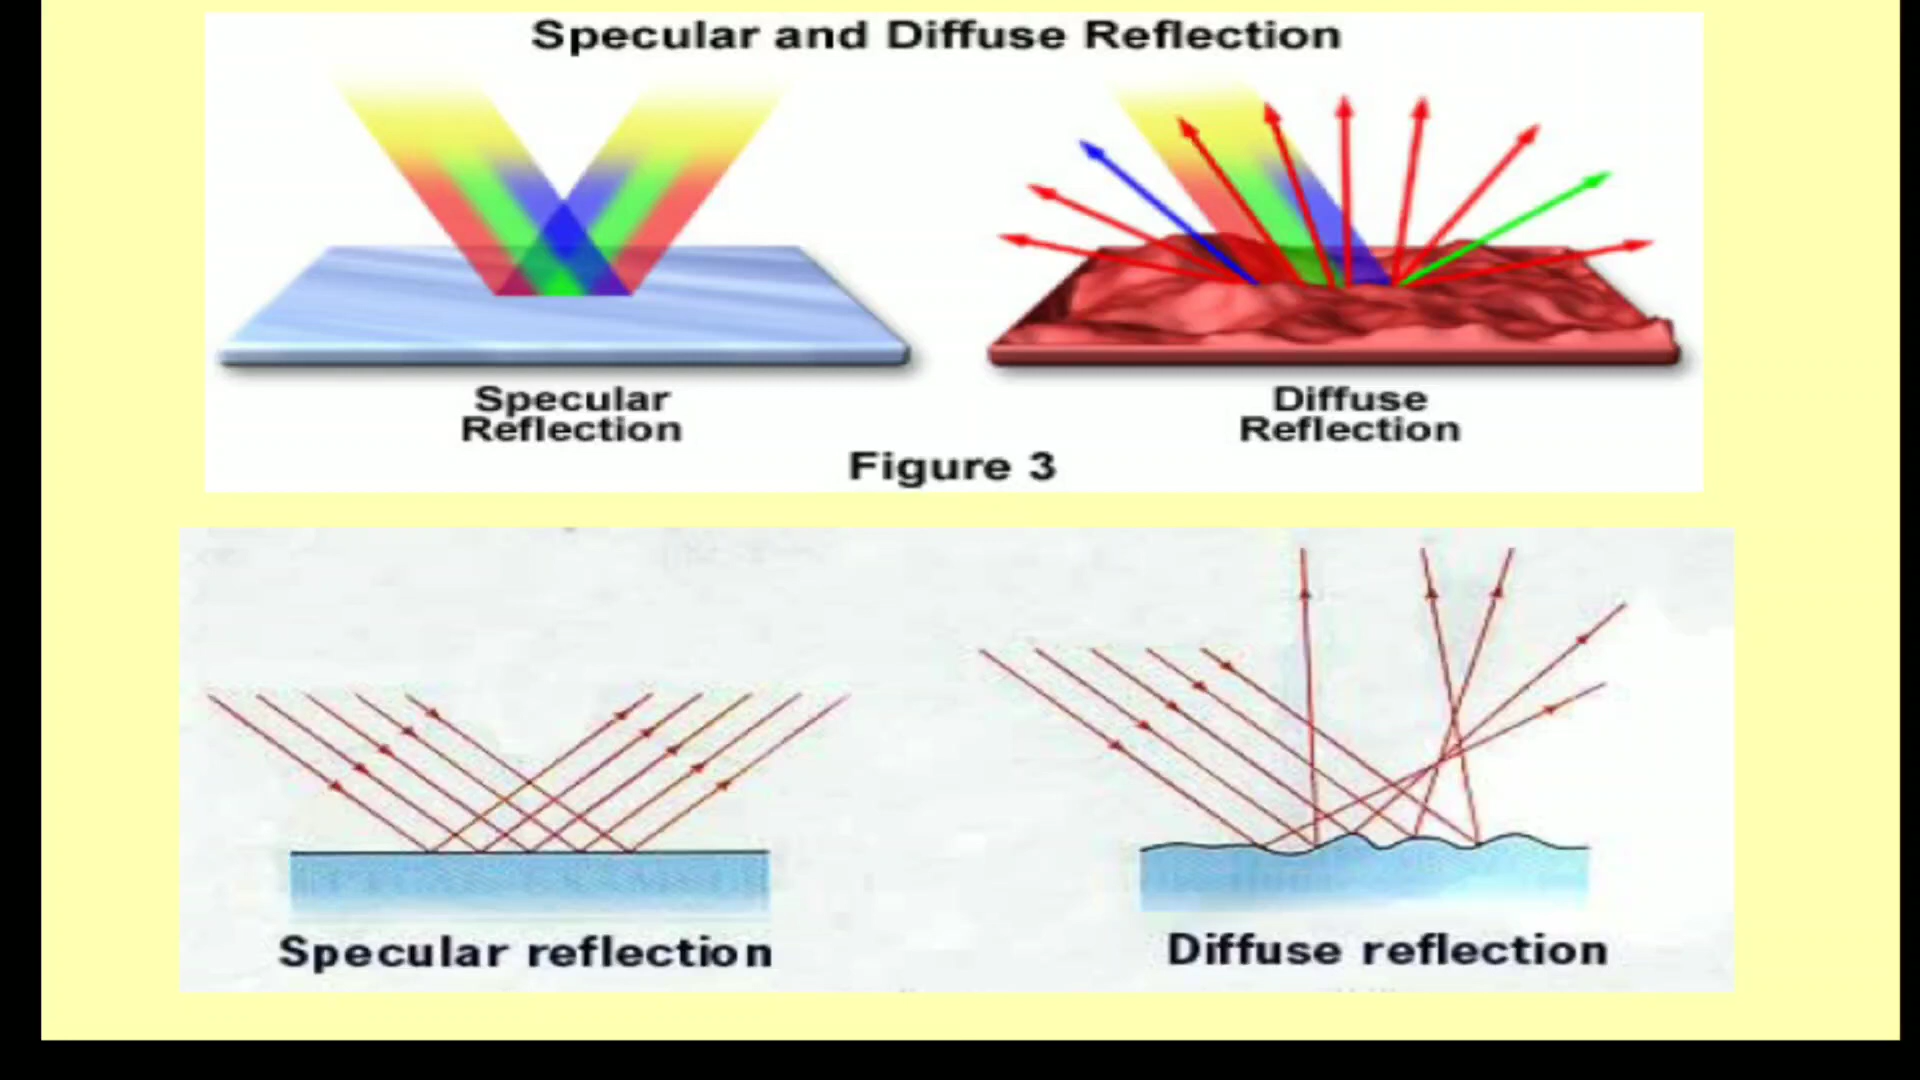 Specular and Diffuse Reflection
Specular
Reflection
Diffuse
Reflection
Figure 3
Specular reflection
Diffuse reflection